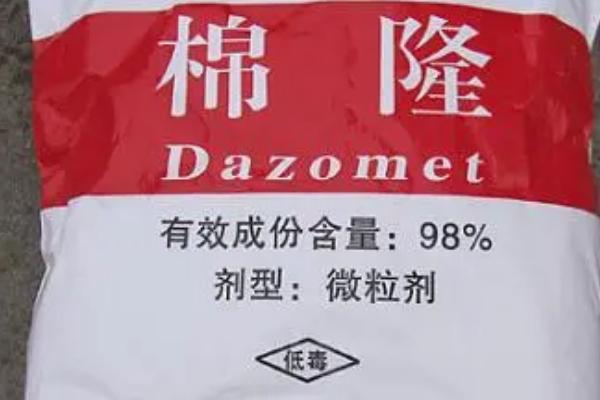 棉隆
Dazomet
有效成份含量：98%
剂型：微粒剂
低毒